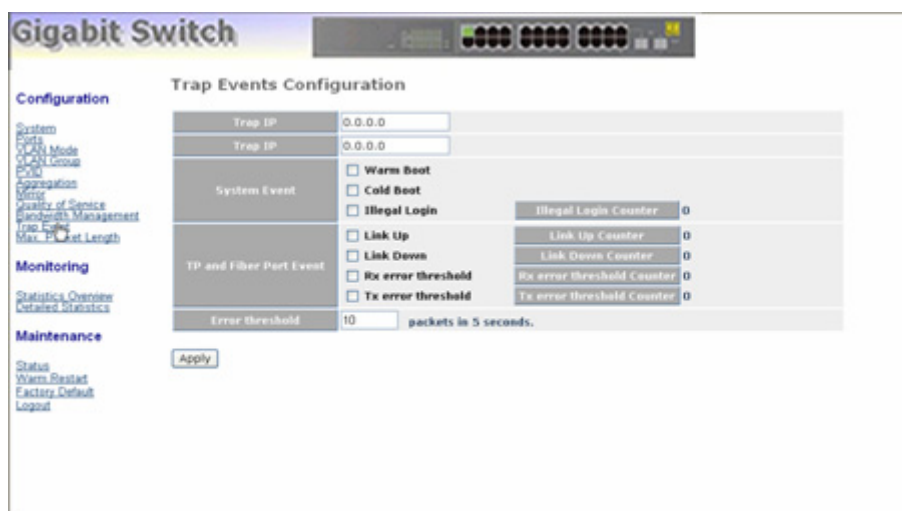 Gigabit Switch
Configuration
System
Ports
VLAN Mode
VLAN Group
PVID
Aggregation
Mirror
Quality of Service
Bandwidth Management
Trap Event
Max. Packet Length
Monitoring
Statistics Overview
Detailed Statistics
Maintenance
Status
Warm Restart
Factory Default
Logout
Trap Events Configuration
Trap IP 0.0.0.0
Trap IP 0.0.0.0
System Event
Warm Boot
Cold Boot
Illegal Login Illegal Login Counter 0
TP and Fiber Port Event
Link Up Link Up Counter 0
Link Down Link Down Counter 0
Rx error threshold Rx error threshold Counter 0
Tx error threshold Tx error threshold Counter 0
Error threshold 10 packets in 5 seconds.
Apply